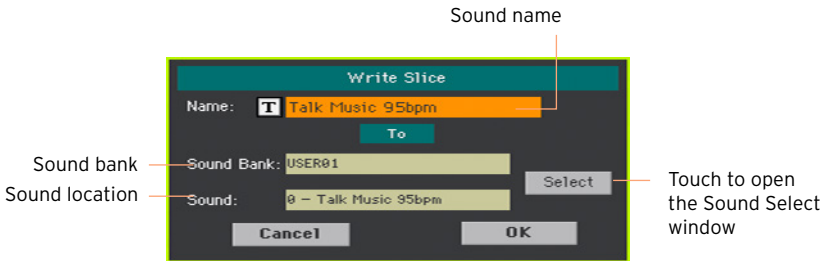 Sound name
Write Slice
Name: T Talk Music 95bpm
To
Sound bank
Sound Bank: USER01
Sound location
Sound: 0 - Talk Music 95bpm
Select
Touch to open
the Sound Select
window
Cancel OK